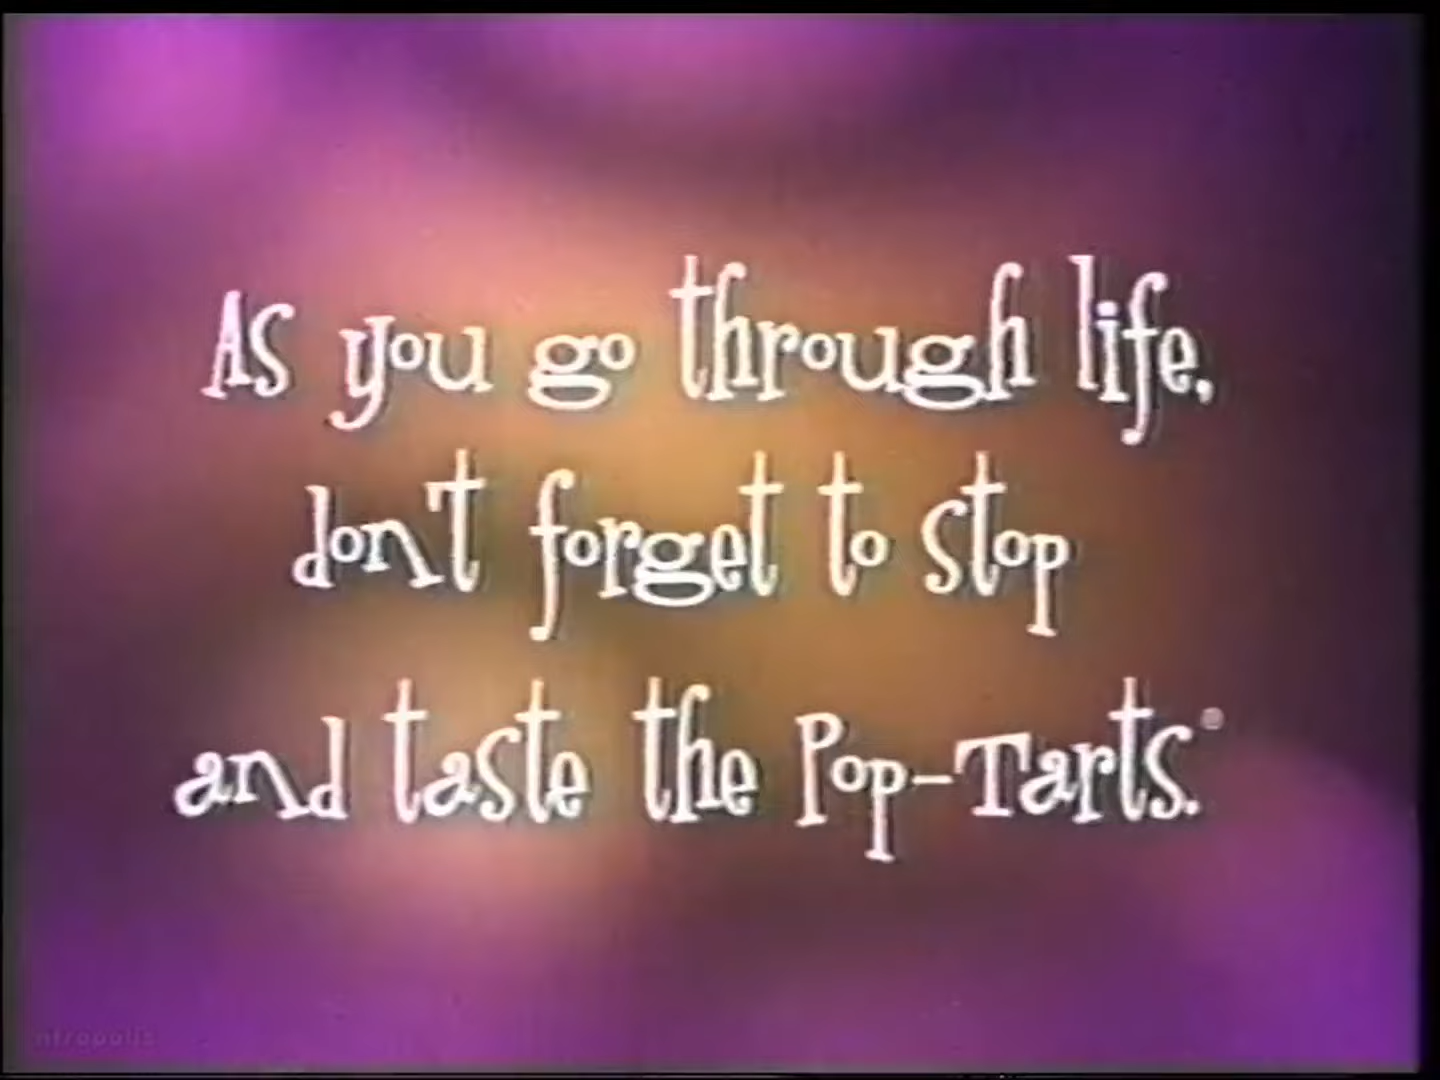 As you go through life,
don't forget to stop
and taste the Pop-Tarts.®